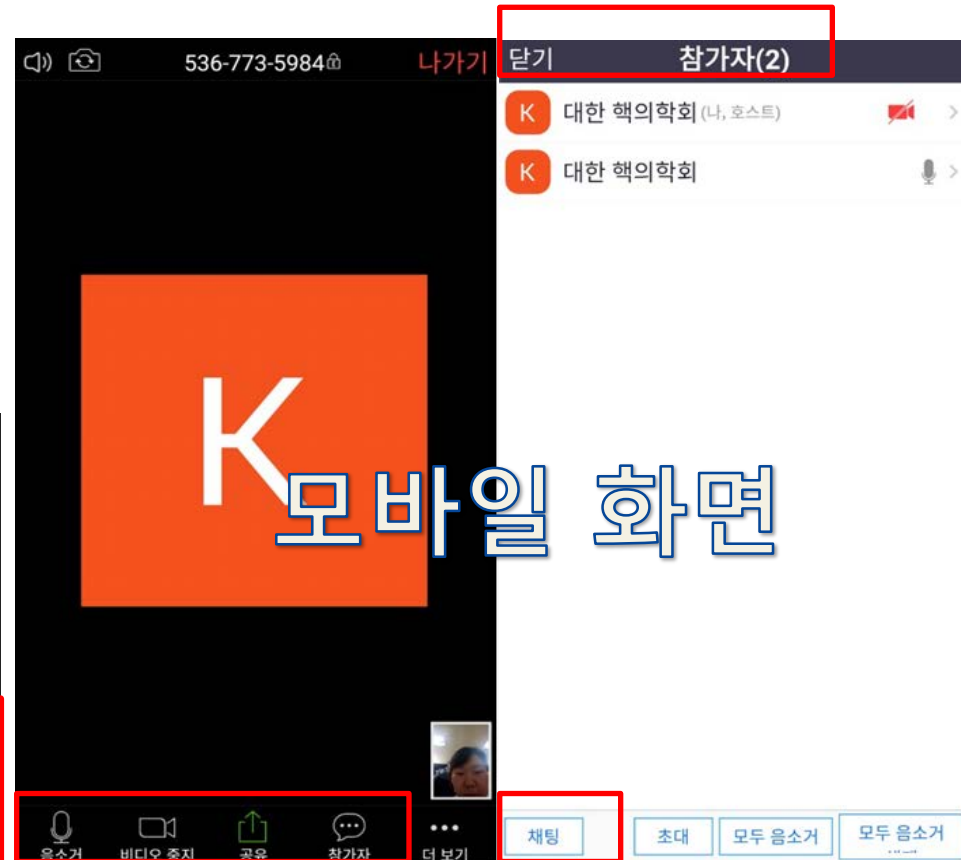 536-773-5984
나가기
K
음소거
비디오 중지
공유
참가자
더 보기
닫기
참가자(2)
K
대한 핵의학회 (나, 호스트)
K
대한 핵의학회
모바일 화면
채팅
초대
모두 음소거
모두 음소거